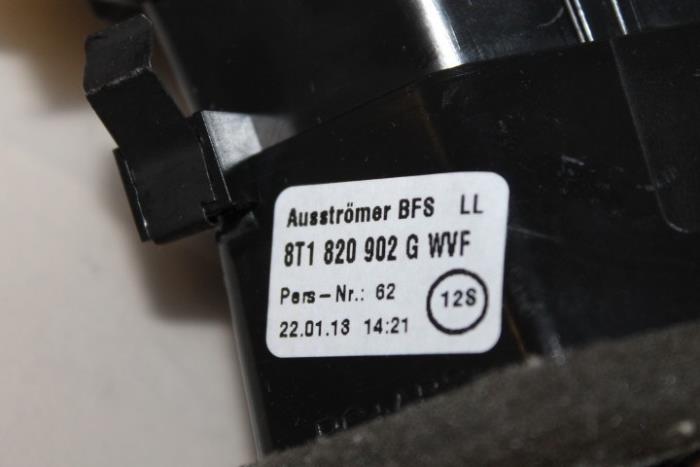 Ausströmer BFS LL
8T1 820 902 G WVF
Pers-Nr.: 62
12S
22.01.13 14:21